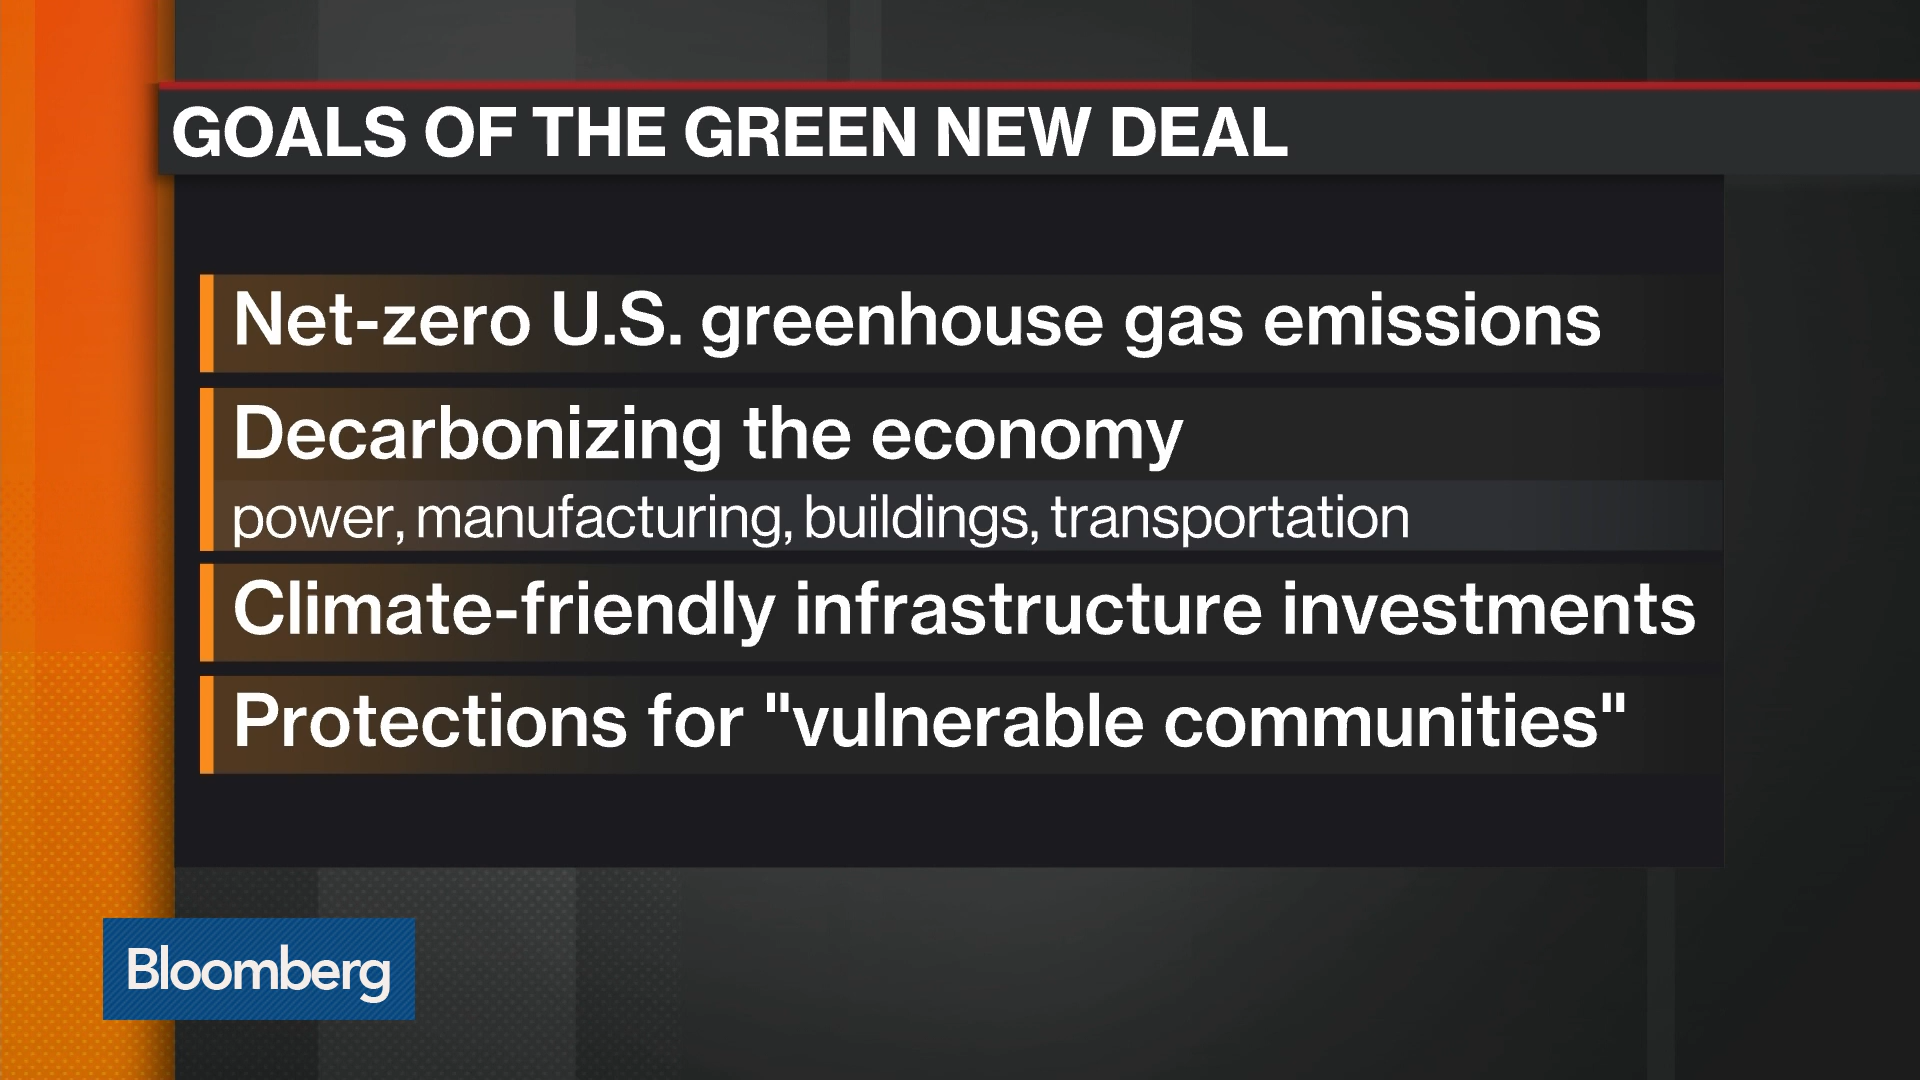 GOALS OF THE GREEN NEW DEAL
Net-zero U.S. greenhouse gas emissions
Decarbonizing the economy
power, manufacturing, buildings, transportation
Climate-friendly infrastructure investments
Protections for "vulnerable communities"
Bloomberg